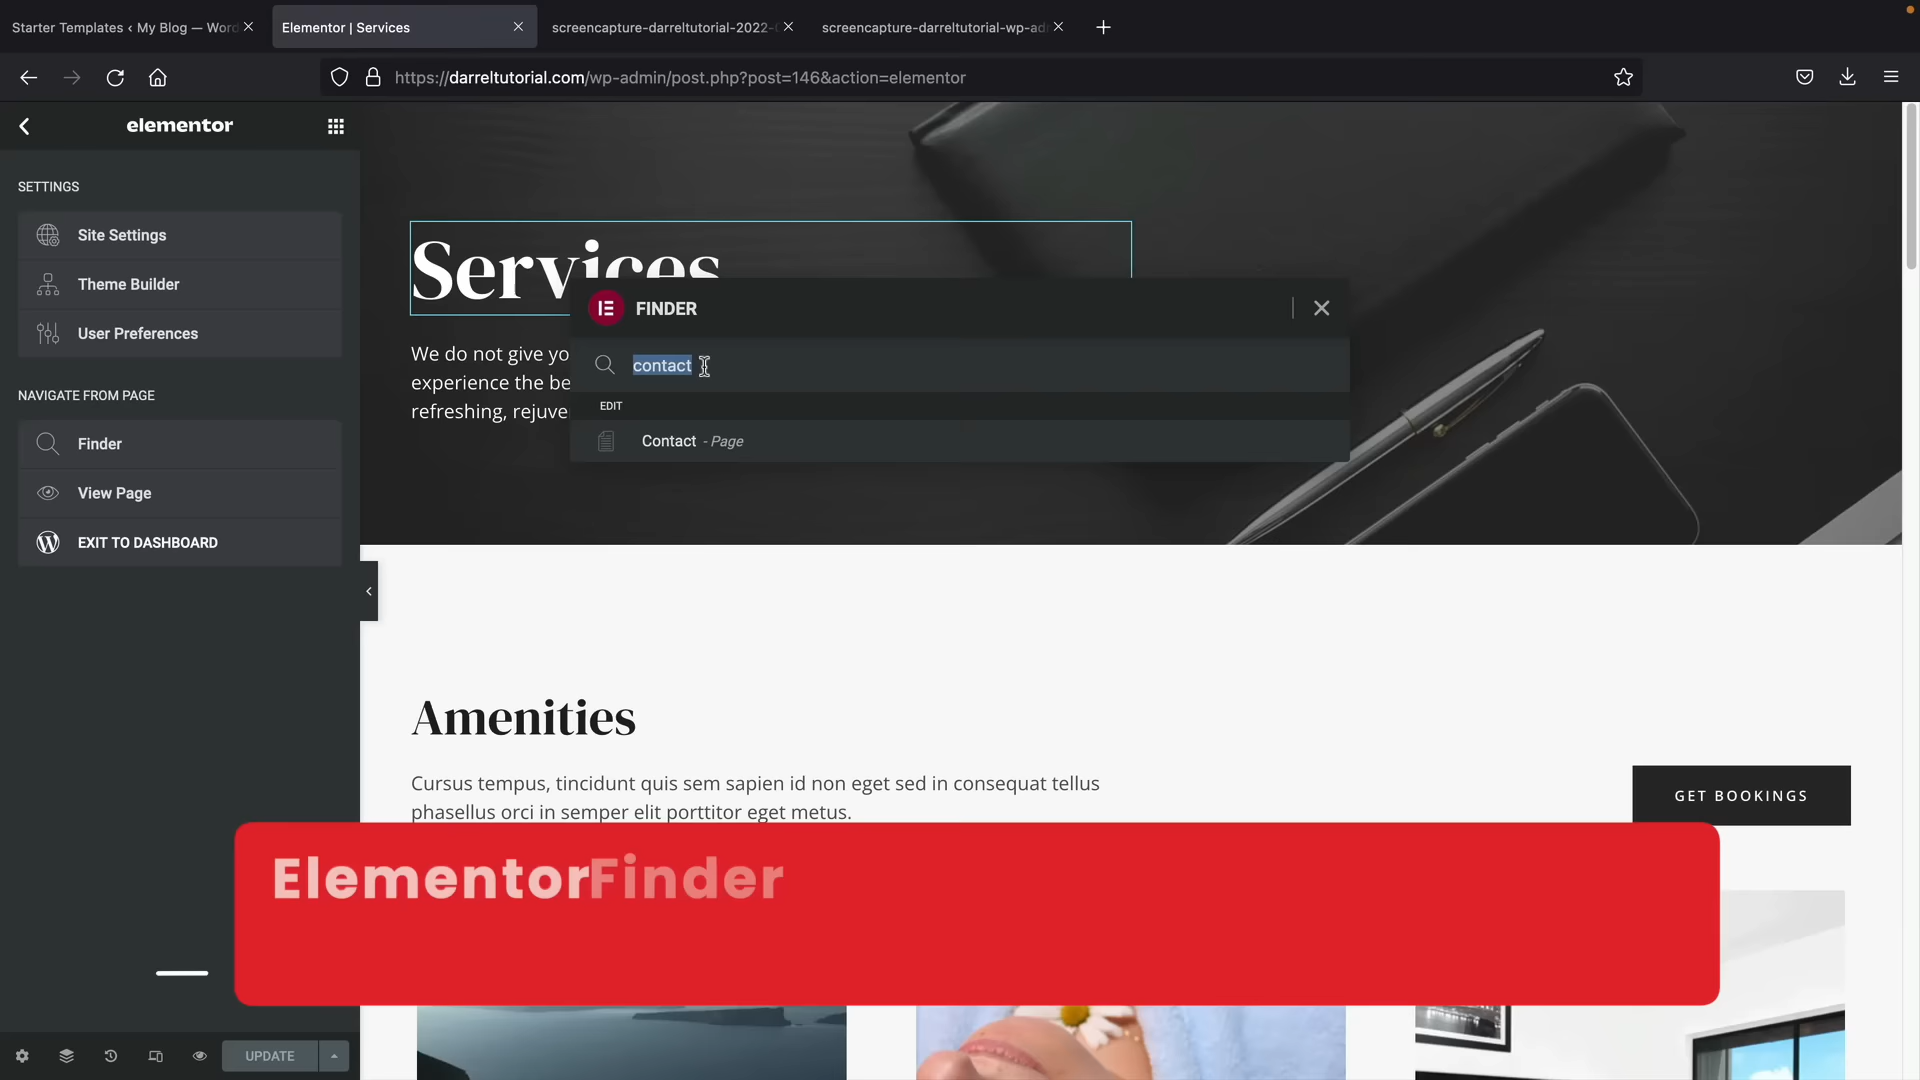 Starter Templates ‹ My Blog — Word
Elementor | Services
screencapture-darreltutorial-2022-
screencapture-darreltutorial-wp-ad
https://darreltutorial.com/wp-admin/post.php?post=146&action=elementor
elementor
SETTINGS
Site Settings
Theme Builder
User Preferences
NAVIGATE FROM PAGE
Finder
View Page
EXIT TO DASHBOARD
UPDATE
Services
We do not give yo
experience the be
refreshing, rejuve
FINDER
contact
EDIT
Contact - Page
Amenities
Cursus tempus, tincidunt quis sem sapien id non eget sed in consequat tellus
phasellus orci in semper elit porttitor eget metus.
GET BOOKINGS
ElementorFinder